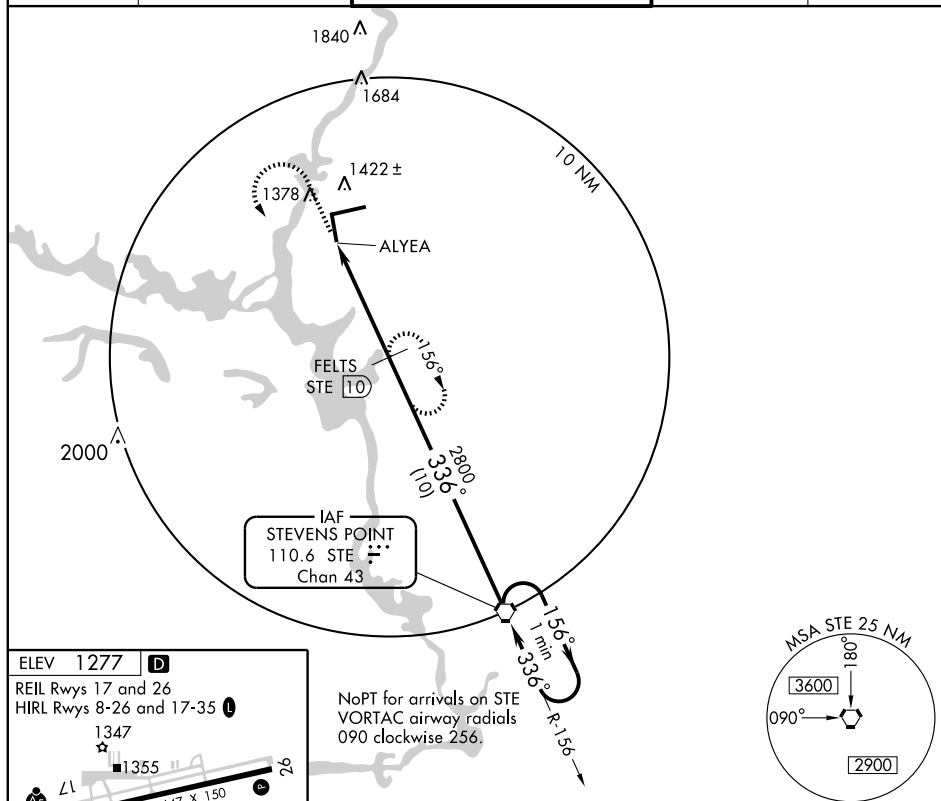 1840
1684
10 NM
1422 ±
1378
ALYEA
FELTS
STE 10
156°
2000
2800
336°
(10)
IAF
STEVENS POINT
110.6 STE
Chan 43
156°
1 min
336°
R-156
NoPT for arrivals on STE
VORTAC airway radials
090 clockwise 256.
MSA STE 25 NM
180°
3600
090°
2900
ELEV 1277 D
REIL Rwys 17 and 26
HIRL Rwys 8-26 and 17-35 L
1347
1355
17
26
X 150
P